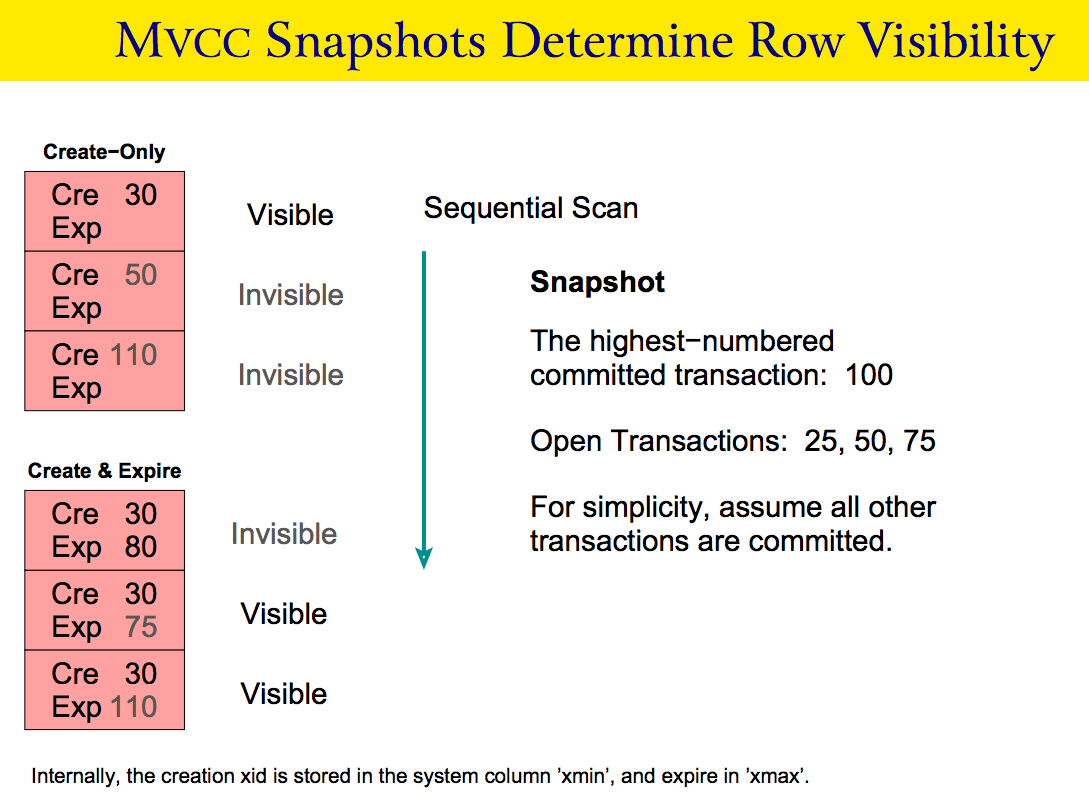 MVCC Snapshots Determine Row Visibility
Create−Only
Cre 30
Exp
Visible
Cre 50
Exp
Invisible
Cre 110
Exp
Invisible
Create & Expire
Cre 30
Exp 80
Invisible
Cre 30
Exp 75
Visible
Cre 30
Exp 110
Visible
Sequential Scan
Snapshot
The highest−numbered
committed transaction: 100
Open Transactions: 25, 50, 75
For simplicity, assume all other
transactions are committed.
Internally, the creation xid is stored in the system column ’xmin’, and expire in ’xmax’.